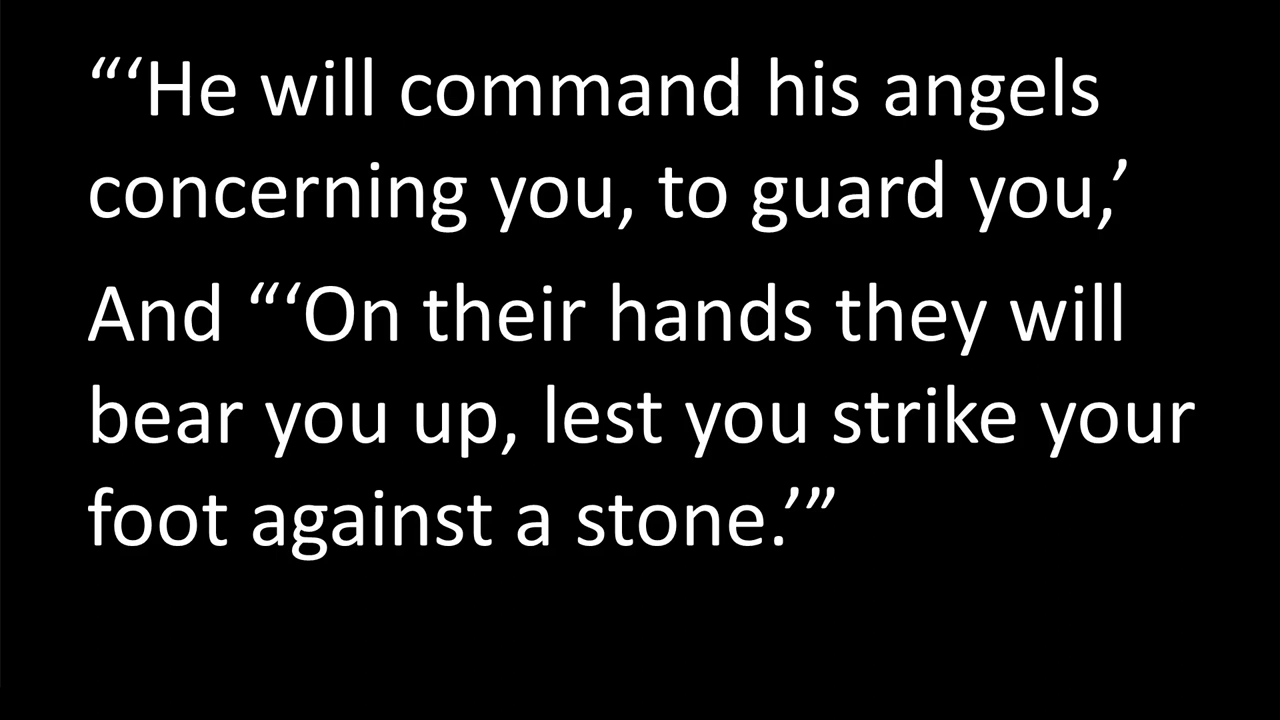 “‘He will command his angels
concerning you, to guard you,’
And “‘On their hands they will
bear you up, lest you strike your
foot against a stone.’”